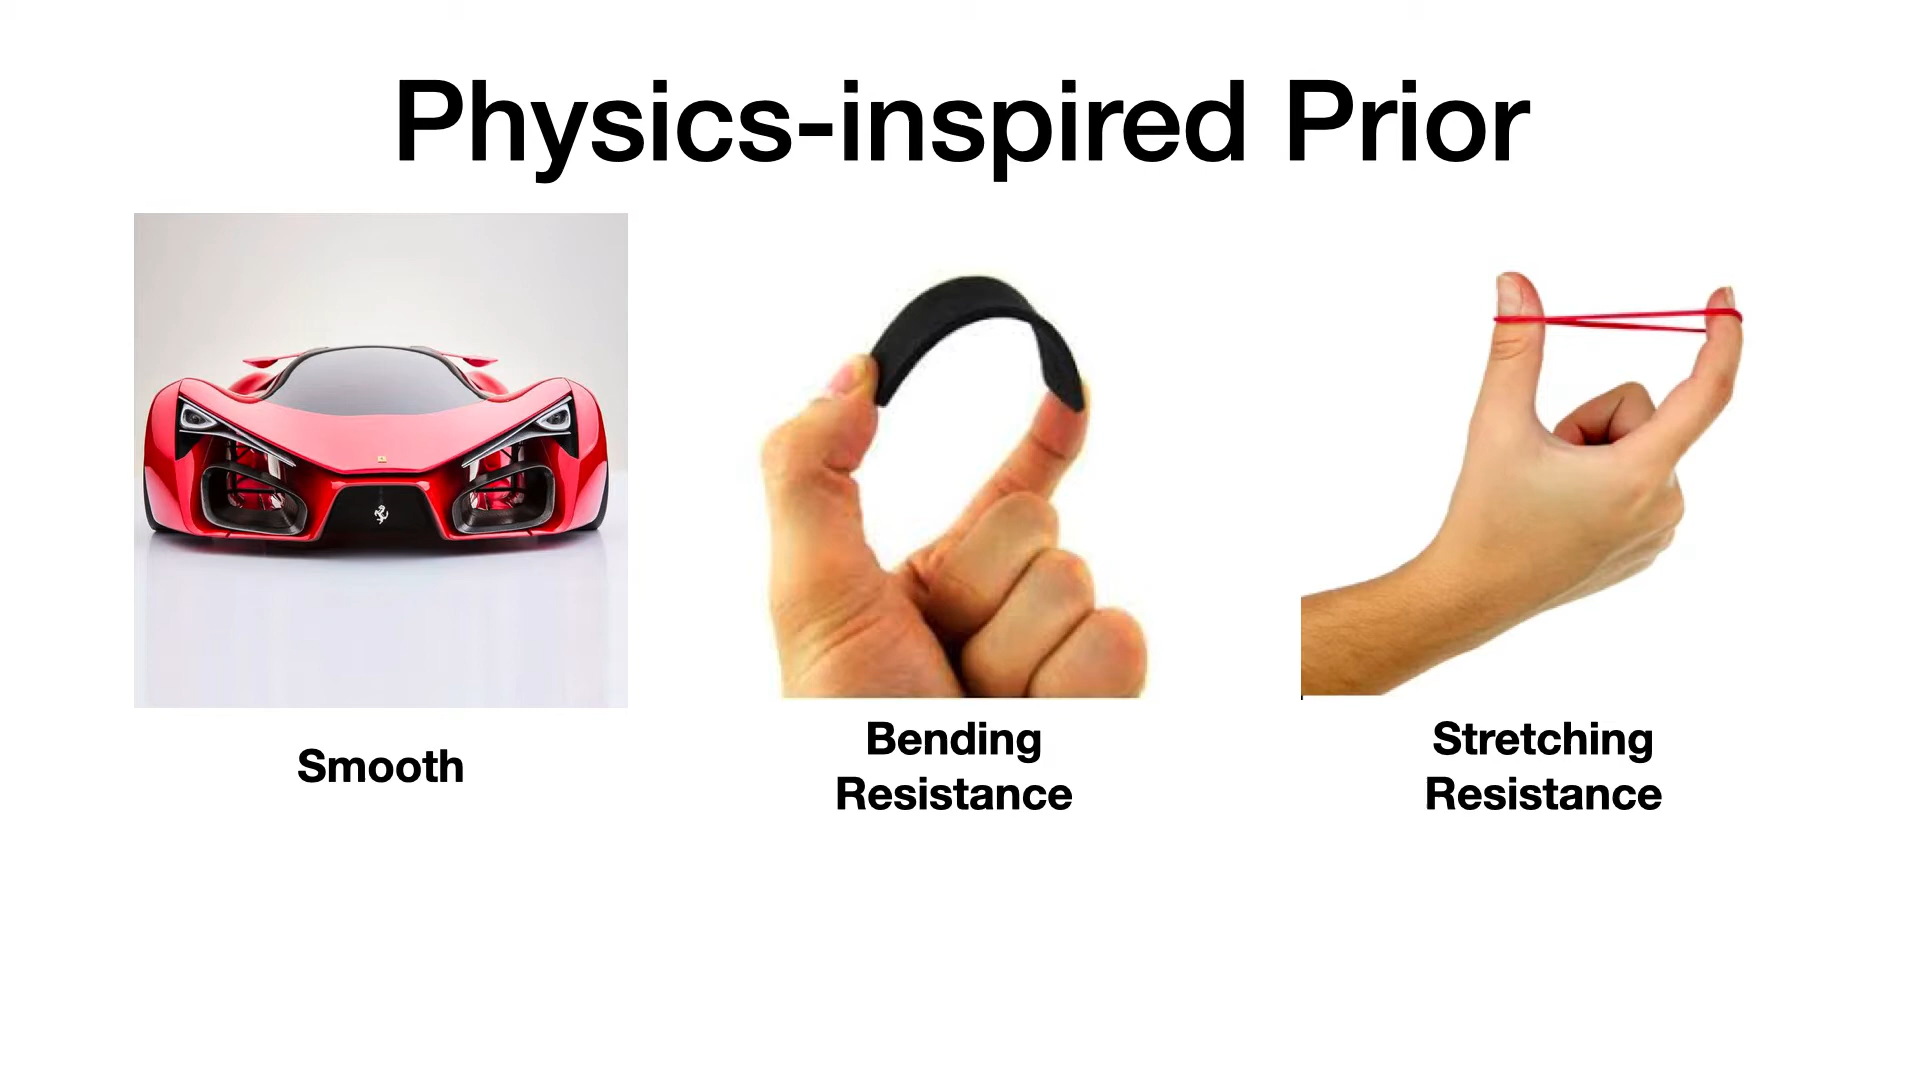 Physics-inspired Prior
Smooth
Bending
Resistance
Stretching
Resistance